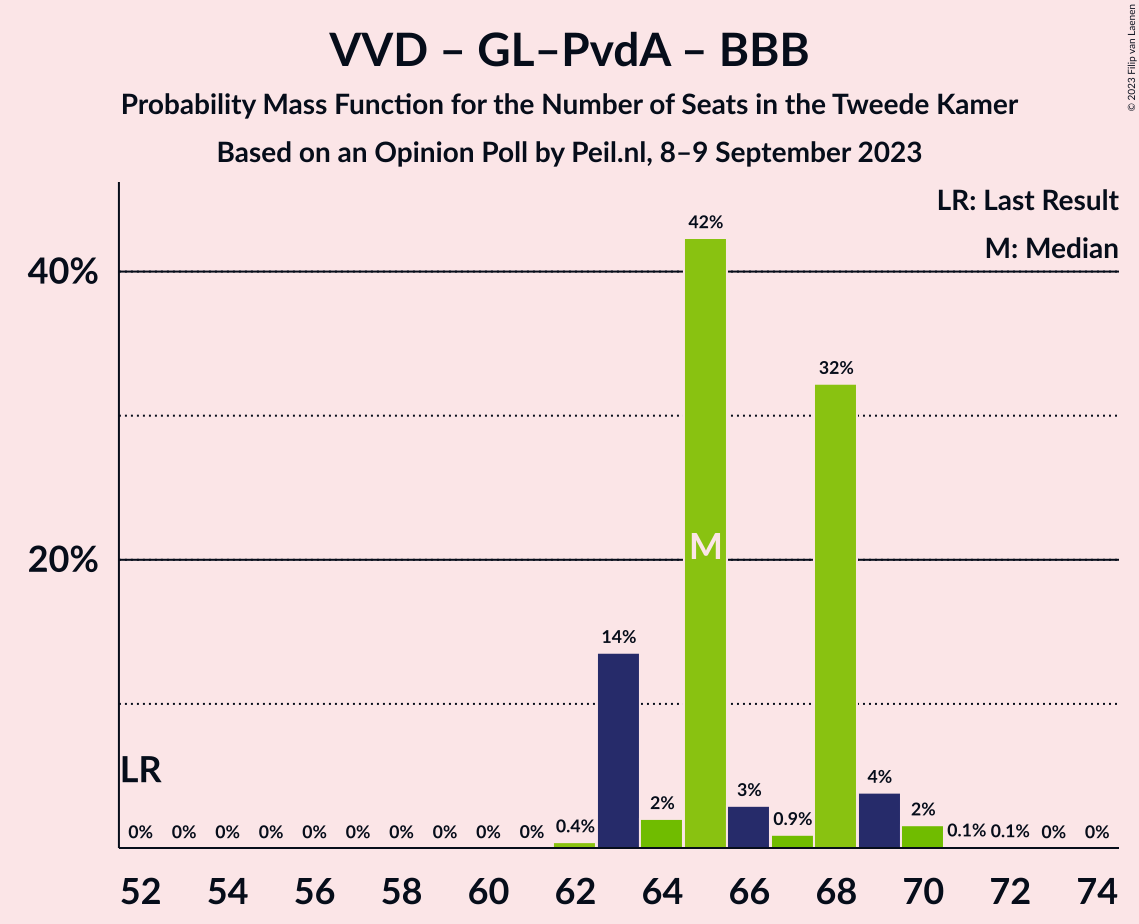 VVD – GL–PvdA – BBB
Probability Mass Function for the Number of Seats in the Tweede Kamer
Based on an Opinion Poll by Peil.nl, 8–9 September 2023
© 2023 Filip van Laenen
LR: Last Result
M: Median
40%
20%
42%
32%
14%
M
LR
0% 0% 0% 0% 0% 0% 0% 0% 0% 0% 0.4% 2% 3% 0.9% 4% 2% 0.1% 0.1% 0% 0%
52 54 56 58 60 62 64 66 68 70 72 74